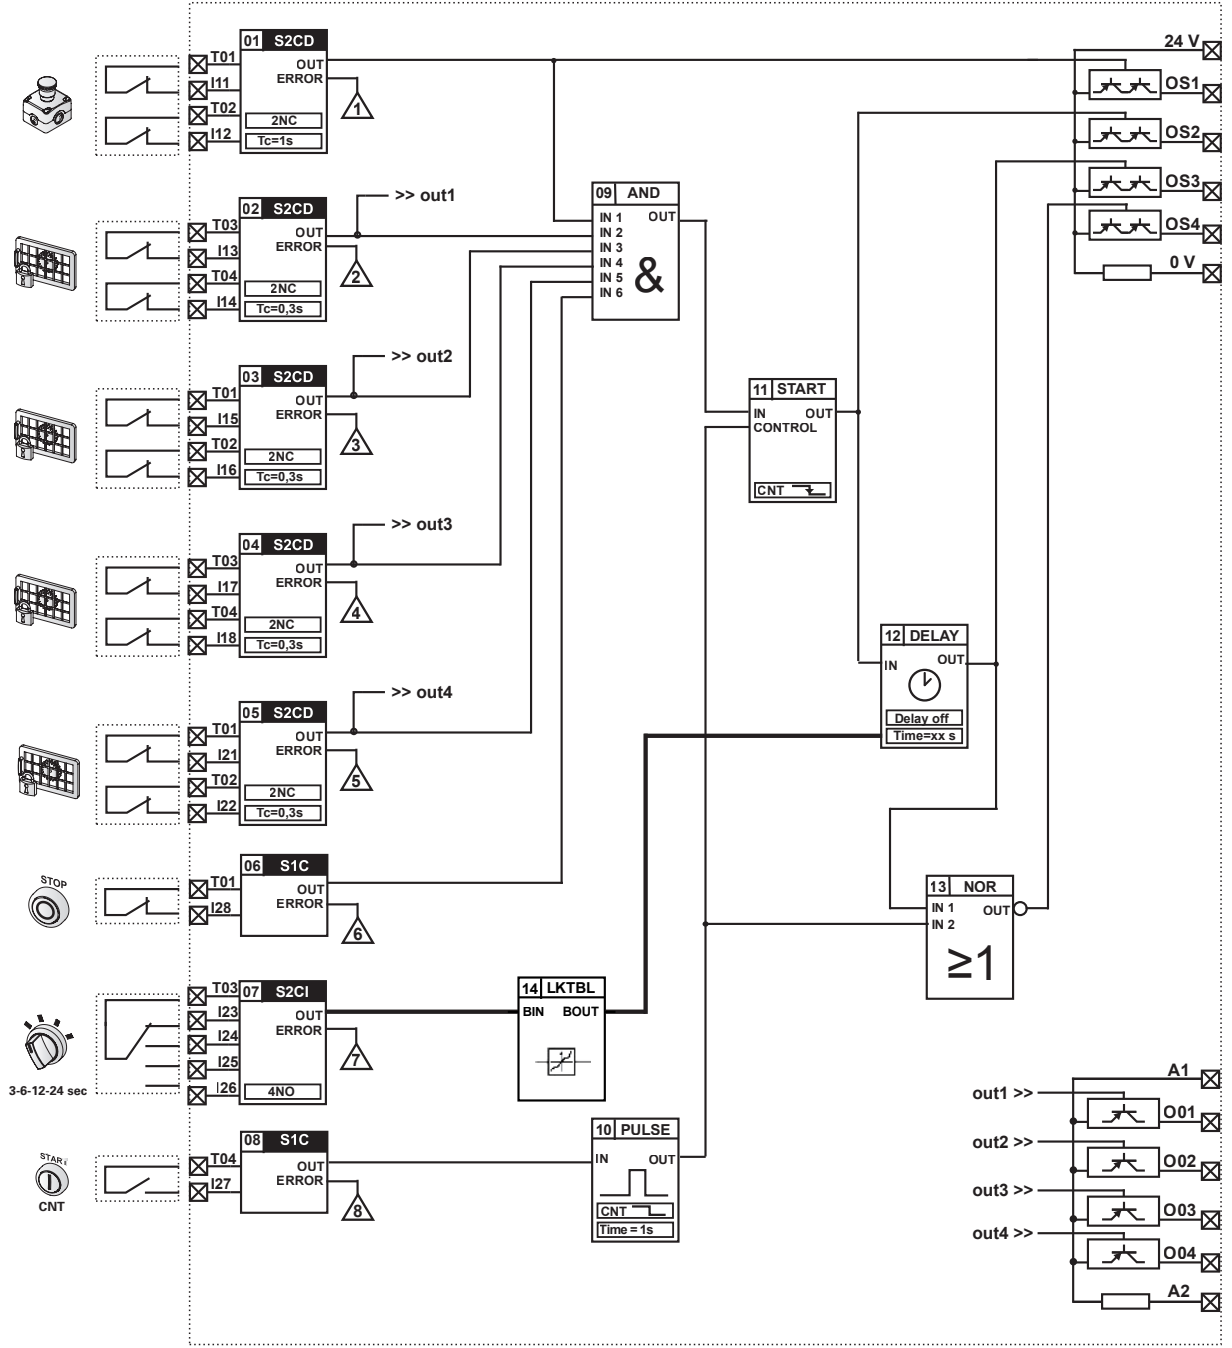 01 S2CD
T01
OUT
I11
ERROR
1
T02
2NC
I12
Tc=1s
24 V
OS1
OS2
OS3
OS4
0 V
>> out1
02 S2CD
T03
OUT
I13
ERROR
2
T04
2NC
I14
Tc=0,3s
09 AND
IN 1 OUT
IN 2
IN 3
IN 4
IN 5
IN 6
&
>> out2
03 S2CD
T01
OUT
I15
ERROR
3
T02
2NC
I16
Tc=0,3s
11 START
IN OUT
CONTROL
CNT
>> out3
04 S2CD
T03
OUT
I17
ERROR
4
T04
2NC
I18
Tc=0,3s
12 DELAY
IN OUT
Delay off
Time=xx s
>> out4
05 S2CD
T01
OUT
I21
ERROR
5
T02
2NC
I22
Tc=0,3s
STOP
06 S1C
T01
OUT
I28
ERROR
6
13 NOR
IN 1 OUT
IN 2
≥1
3-6-12-24 sec
T03
07 S2CI
I23
OUT
ERROR
I24
7
I25
I26
4NO
14 LKTBL
BIN BOUT
START
CNT
08 S1C
T04
OUT
I27
ERROR
8
10 PULSE
IN OUT
CNT
Time = 1s
A1
out1 >>
O01
out2 >>
O02
out3 >>
O03
out4 >>
O04
A2